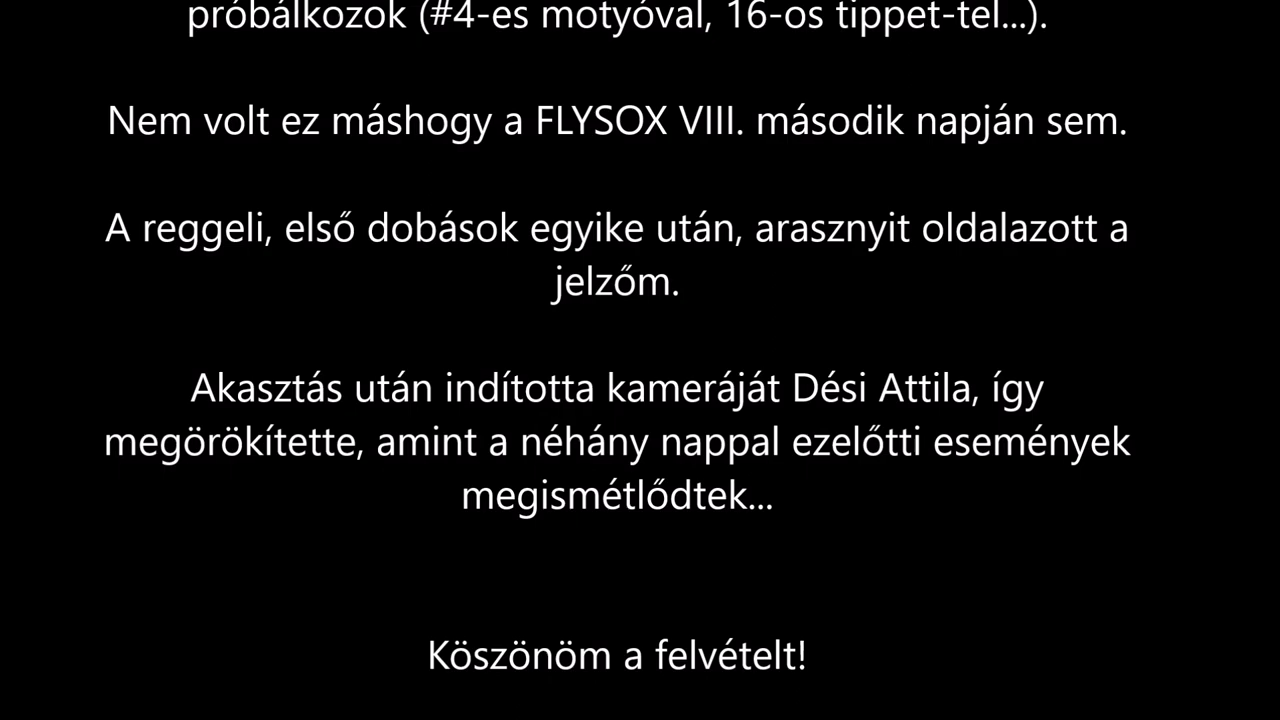 próbálkozok (#4-es motyóval, 16-os tippet-tel...).
Nem volt ez máshogy a FLYSOX VIII. második napján sem.
A reggeli, első dobások egyike után, arasznyit oldalazott a
jelzőm.
Akasztás után indította kameráját Dési Attila, így
megörökítette, amint a néhány nappal ezelőtti események
megismétlődtek...
Köszönöm a felvételt!